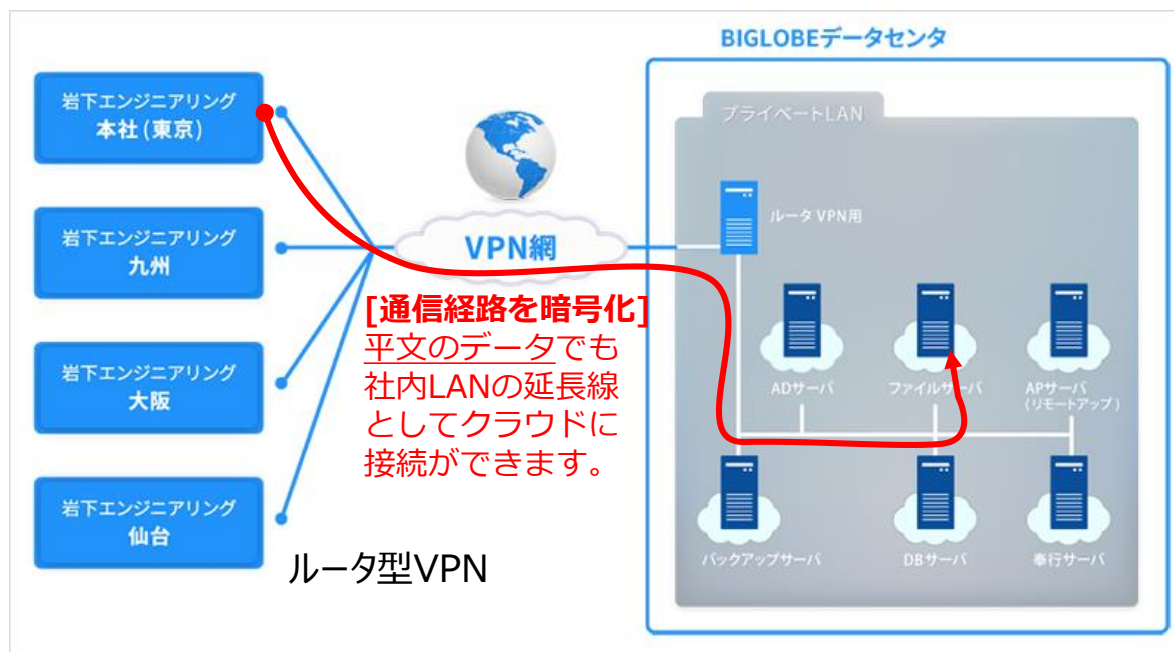 BIGLOBEデータセンタ
岩下エンジニアリング
本社(東京)
岩下エンジニアリング
九州
岩下エンジニアリング
大阪
岩下エンジニアリング
仙台
VPN網
[通信経路を暗号化]
平文のデータでも
社内LANの延長線
としてクラウドに
接続ができます。
ルータ型VPN
プライベートLAN
ルータ VPN用
ADサーバ
ファイルサーバ
APサーバ
(リモートアップ)
バックアップサーバ
DBサーバ
奉行サーバ